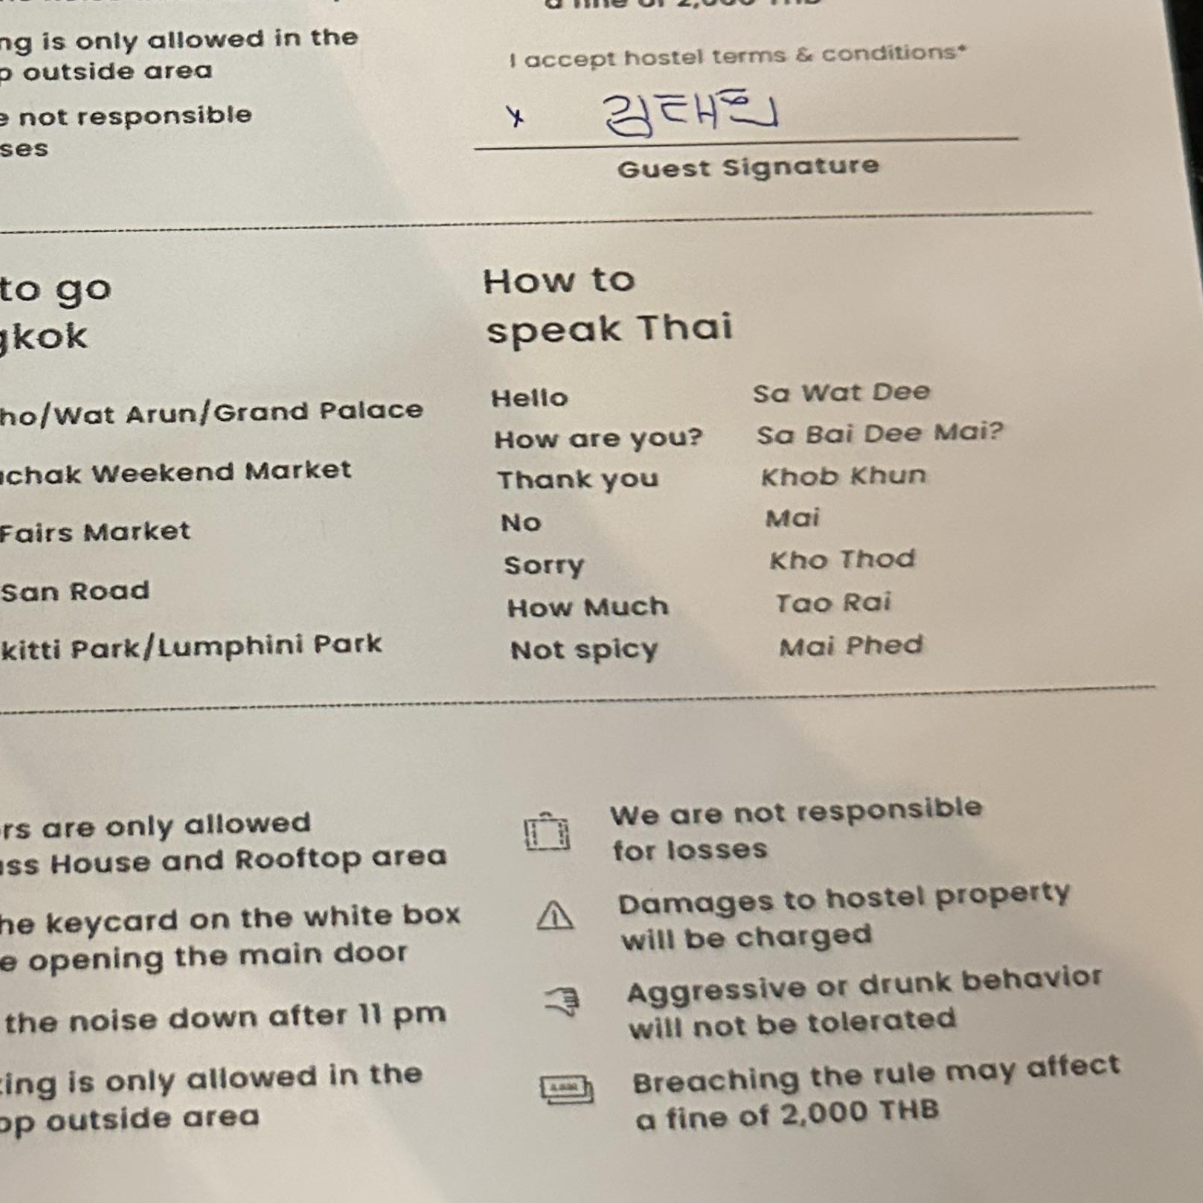 ng is only allowed in the
outside area
not responsible
ses
a fine of 2,000 THB
I accept hostel terms & conditions*
x 김태희
Guest Signature
to go
gkok
ho/Wat Arun/Grand Palace
chak Weekend Market
Fairs Market
San Road
kitti Park/Lumphini Park
How to
speak Thai
Hello Sa Wat Dee
How are you? Sa Bai Dee Mai?
Thank you Khob Khun
No Mai
Sorry Kho Thod
How Much Tao Rai
Not spicy Mai Phed
rs are only allowed
ss House and Rooftop area
he keycard on the white box
e opening the main door
the noise down after 11 pm
king is only allowed in the
op outside area
We are not responsible
for losses
Damages to hostel property
will be charged
Aggressive or drunk behavior
will not be tolerated
Breaching the rule may affect
a fine of 2,000 THB